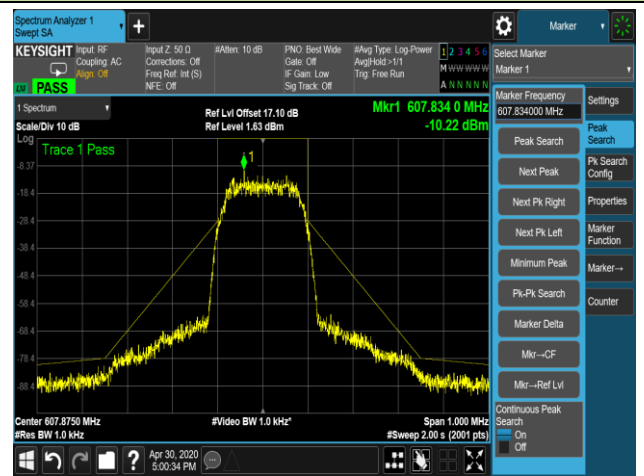 Spectrum Analyzer 1
Swept SA
+
Marker
KEYSIGHT
Input: RF
Coupling: AC
Align: Off
Input Z: 50 Ω
Corrections: Off
Freq Ref: Int (S)
NFE: Off
#Atten: 10 dB
PNO: Best Wide
Gate: Off
IF Gain: Low
Sig Track: Off
#Avg Type: Log-Power
Avg|Hold:>1/1
Trig: Free Run
1 2 3 4 5 6
M W W W W W
A N N N N N
PASS
Select Marker
Marker 1
1 Spectrum
Scale/Div 10 dB
Ref Lvl Offset 17.10 dB
Ref Level 1.63 dBm
Mkr1 607.834 0 MHz
-10.22 dBm
Log
Trace 1 Pass
1
-8.37
-18.4
-28.4
-38.4
-48.4
-58.4
-68.4
-78.4
-88.4
Center 607.8750 MHz
#Res BW 1.0 kHz
#Video BW 1.0 kHz*
Span 1.000 MHz
#Sweep 2.00 s (2001 pts)
Marker Frequency
607.834000 MHz
Peak Search
Next Peak
Next Pk Right
Next Pk Left
Minimum Peak
Pk-Pk Search
Marker Delta
Mkr→CF
Mkr→Ref Lvl
Continuous Peak
Search
On
Off
Settings
Peak
Search
Pk Search
Config
Properties
Marker
Function
Marker→
Counter
?
Apr 30, 2020
5:00:34 PM